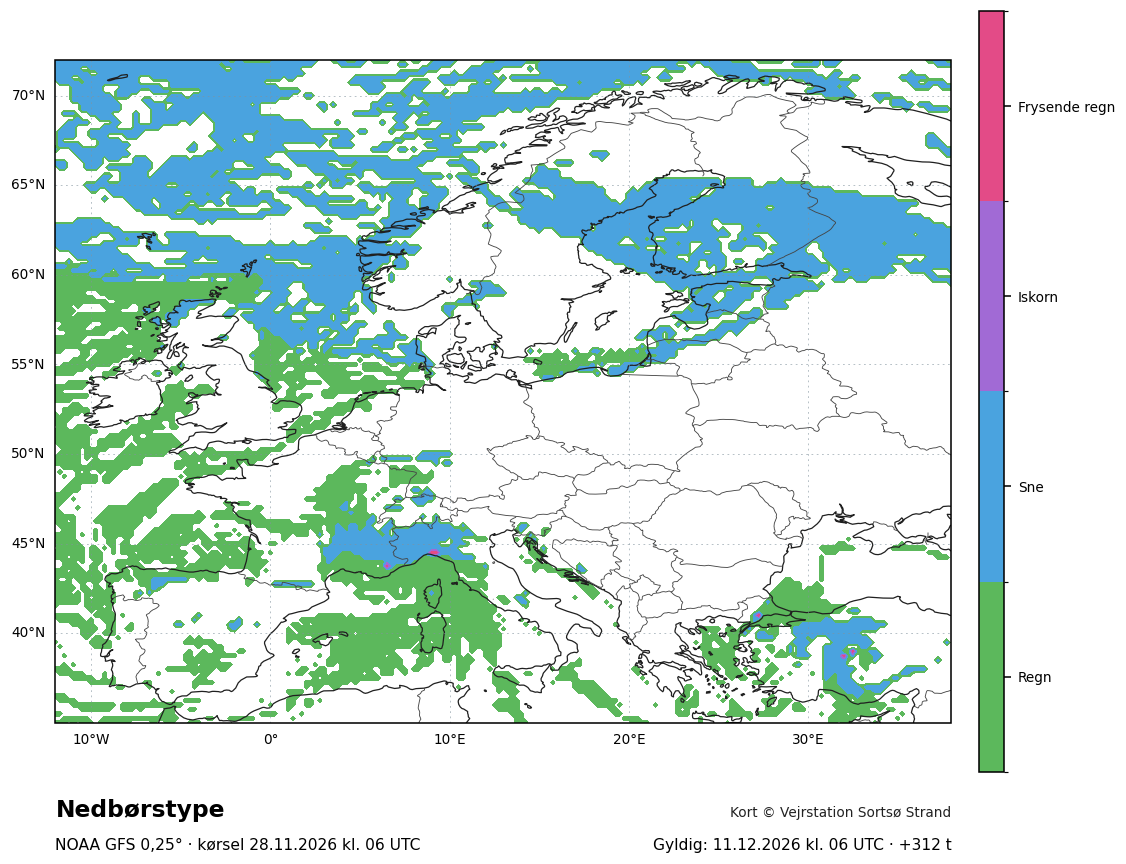 70°N
65°N
60°N
55°N
50°N
45°N
40°N
10°W
0°
10°E
20°E
30°E
Frysende regn
Iskorn
Sne
Regn
Nedbørstype
Kort © Vejrstation Sortsø Strand
NOAA GFS 0,25° · kørsel 28.11.2026 kl. 06 UTC
Gyldig: 11.12.2026 kl. 06 UTC · +312 t